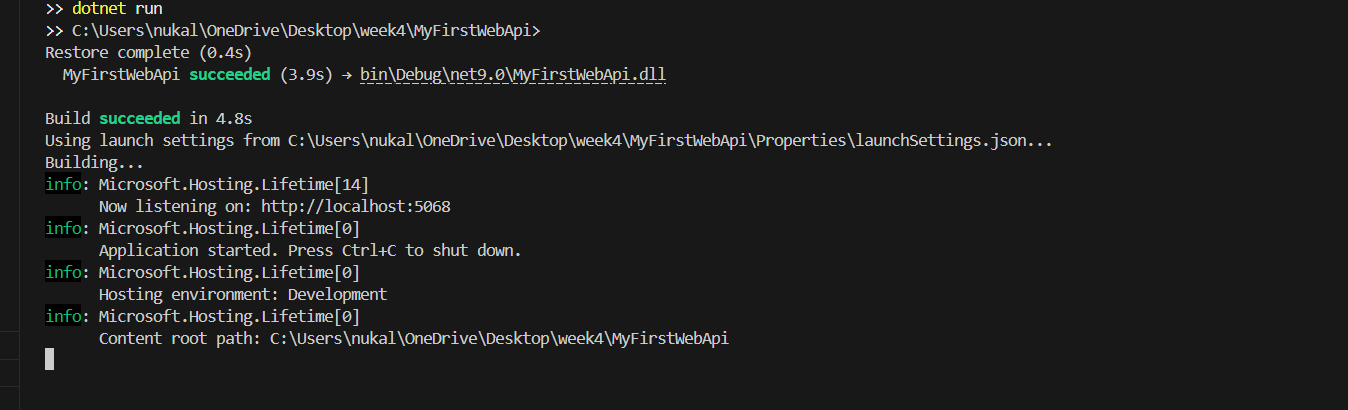 >> dotnet run
>> C:\Users\nukal\OneDrive\Desktop\week4\MyFirstWebApi>
Restore complete (0.4s)
MyFirstWebApi succeeded (3.9s) → bin\Debug\net9.0\MyFirstWebApi.dll
Build succeeded in 4.8s
Using launch settings from C:\Users\nukal\OneDrive\Desktop\week4\MyFirstWebApi\Properties\launchSettings.json...
Building...
info: Microsoft.Hosting.Lifetime[14]
Now listening on: http://localhost:5068
info: Microsoft.Hosting.Lifetime[0]
Application started. Press Ctrl+C to shut down.
info: Microsoft.Hosting.Lifetime[0]
Hosting environment: Development
info: Microsoft.Hosting.Lifetime[0]
Content root path: C:\Users\nukal\OneDrive\Desktop\week4\MyFirstWebApi